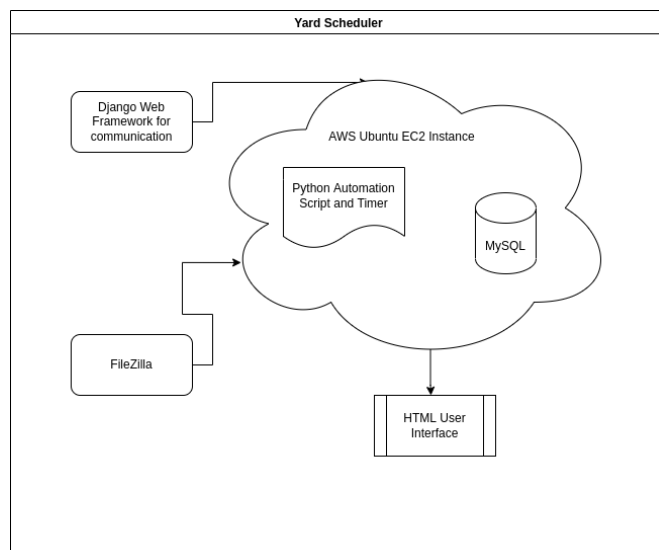 Yard Scheduler
Django Web
Framework for
communication
AWS Ubuntu EC2 Instance
Python Automation
Script and Timer
MySQL
FileZilla
HTML User
Interface